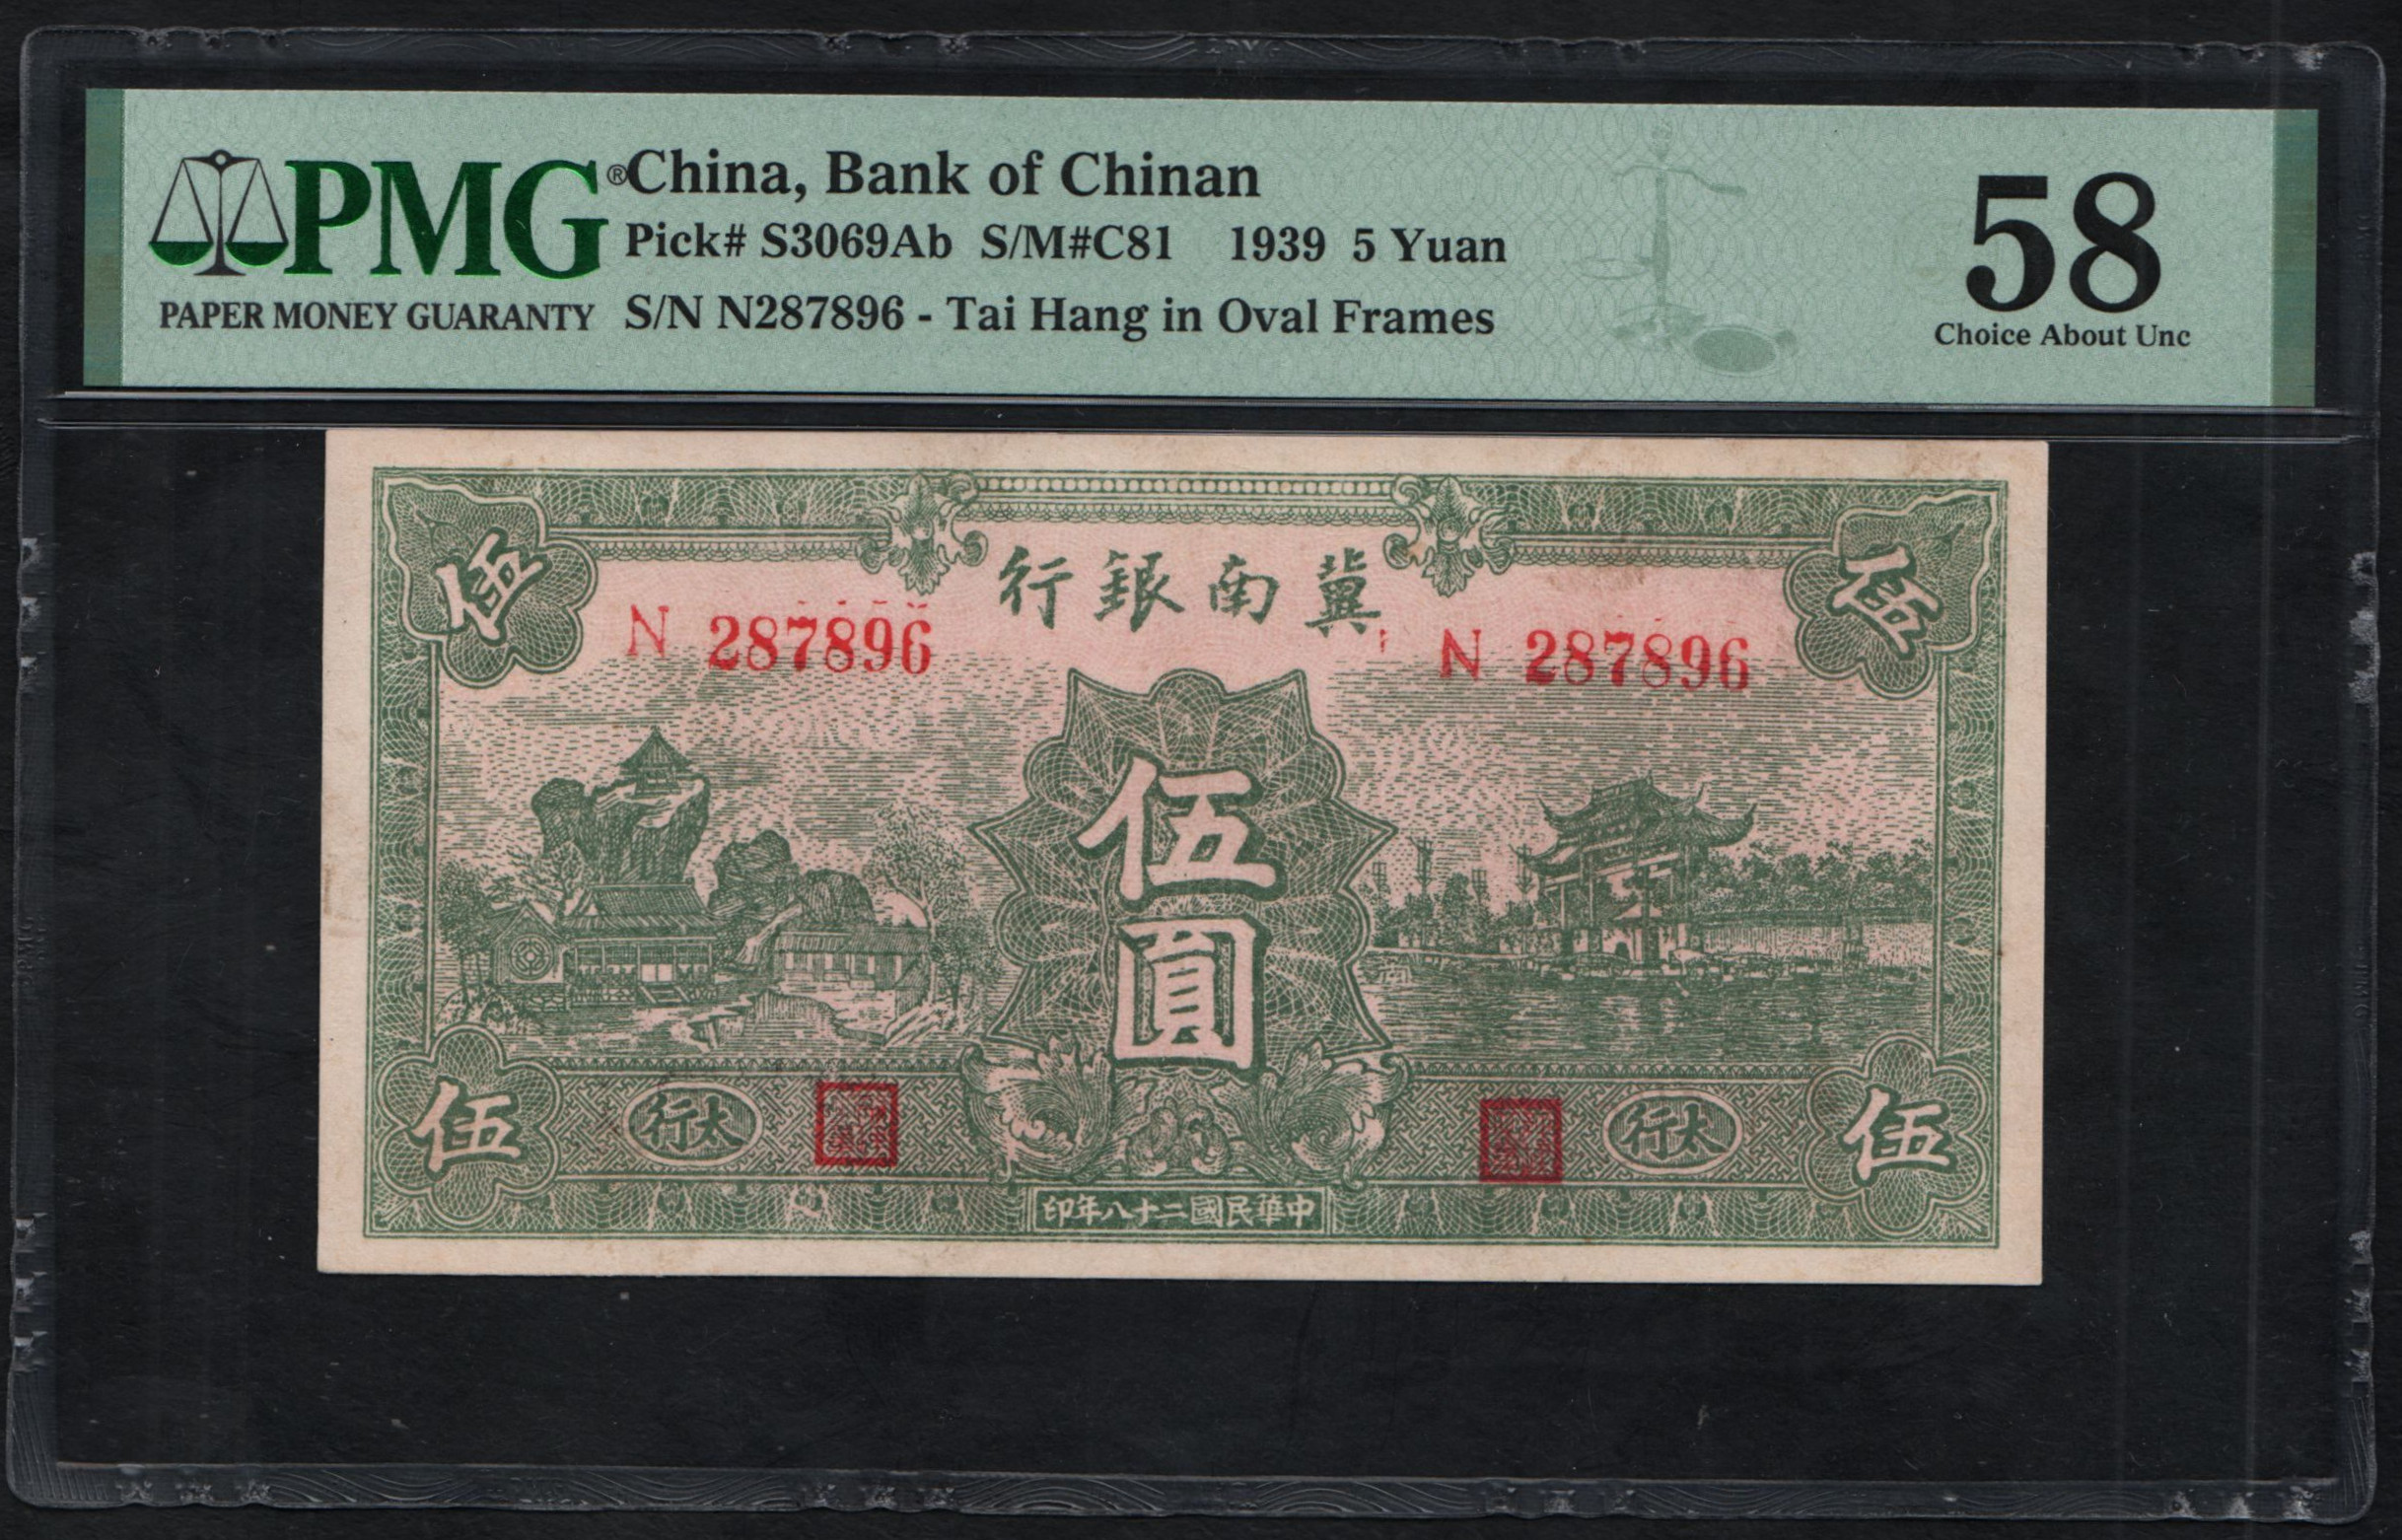 PMG®
PAPER MONEY GUARANTY
China, Bank of Chinan
Pick# S3069Ab S/M#C81 1939 5 Yuan
S/N N287896 - Tai Hang in Oval Frames
58
Choice About Unc
伍
冀南銀行
伍
N 287896
N 287896
伍圓
伍
太行
太行
伍
中華民國二十八年印